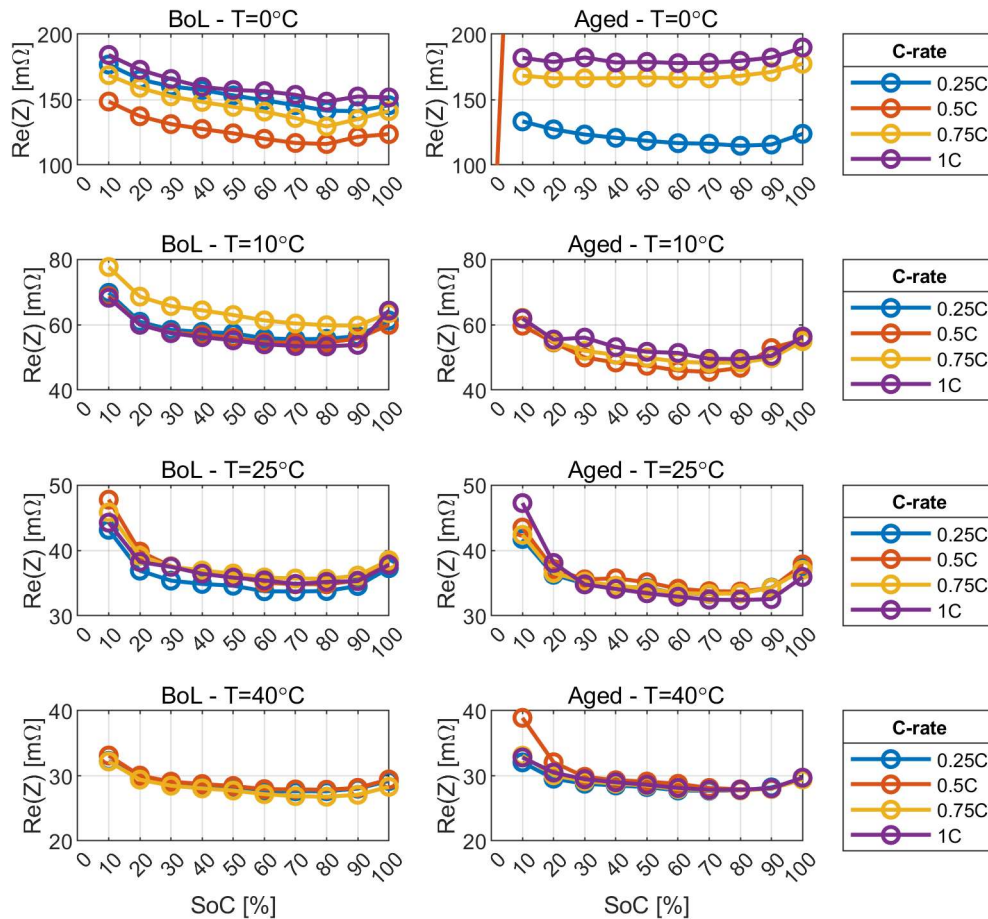 BoL - T=0°C
Re(Z) [mΩ]
200
150
100
0 10 20 30 40 50 60 70 80 90 100
Aged - T=0°C
Re(Z) [mΩ]
200
150
100
0 10 20 30 40 50 60 70 80 90 100
C-rate
0.25C
0.5C
0.75C
1C
BoL - T=10°C
Re(Z) [mΩ]
80
60
40
0 10 20 30 40 50 60 70 80 90 100
Aged - T=10°C
Re(Z) [mΩ]
80
60
40
0 10 20 30 40 50 60 70 80 90 100
C-rate
0.25C
0.5C
0.75C
1C
BoL - T=25°C
Re(Z) [mΩ]
50
40
30
0 10 20 30 40 50 60 70 80 90 100
Aged - T=25°C
Re(Z) [mΩ]
50
40
30
0 10 20 30 40 50 60 70 80 90 100
C-rate
0.25C
0.5C
0.75C
1C
BoL - T=40°C
Re(Z) [mΩ]
40
30
20
0 10 20 30 40 50 60 70 80 90 100
SoC [%]
Aged - T=40°C
Re(Z) [mΩ]
40
30
20
0 10 20 30 40 50 60 70 80 90 100
SoC [%]
C-rate
0.25C
0.5C
0.75C
1C